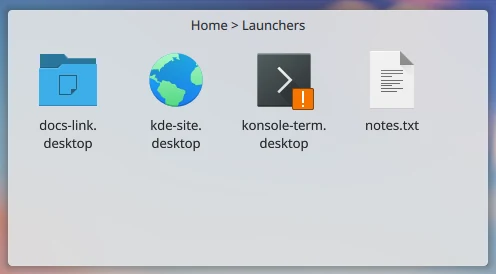 Home > Launchers
docs-link.
desktop
kde-site.
desktop
konsole-term.
desktop
notes.txt